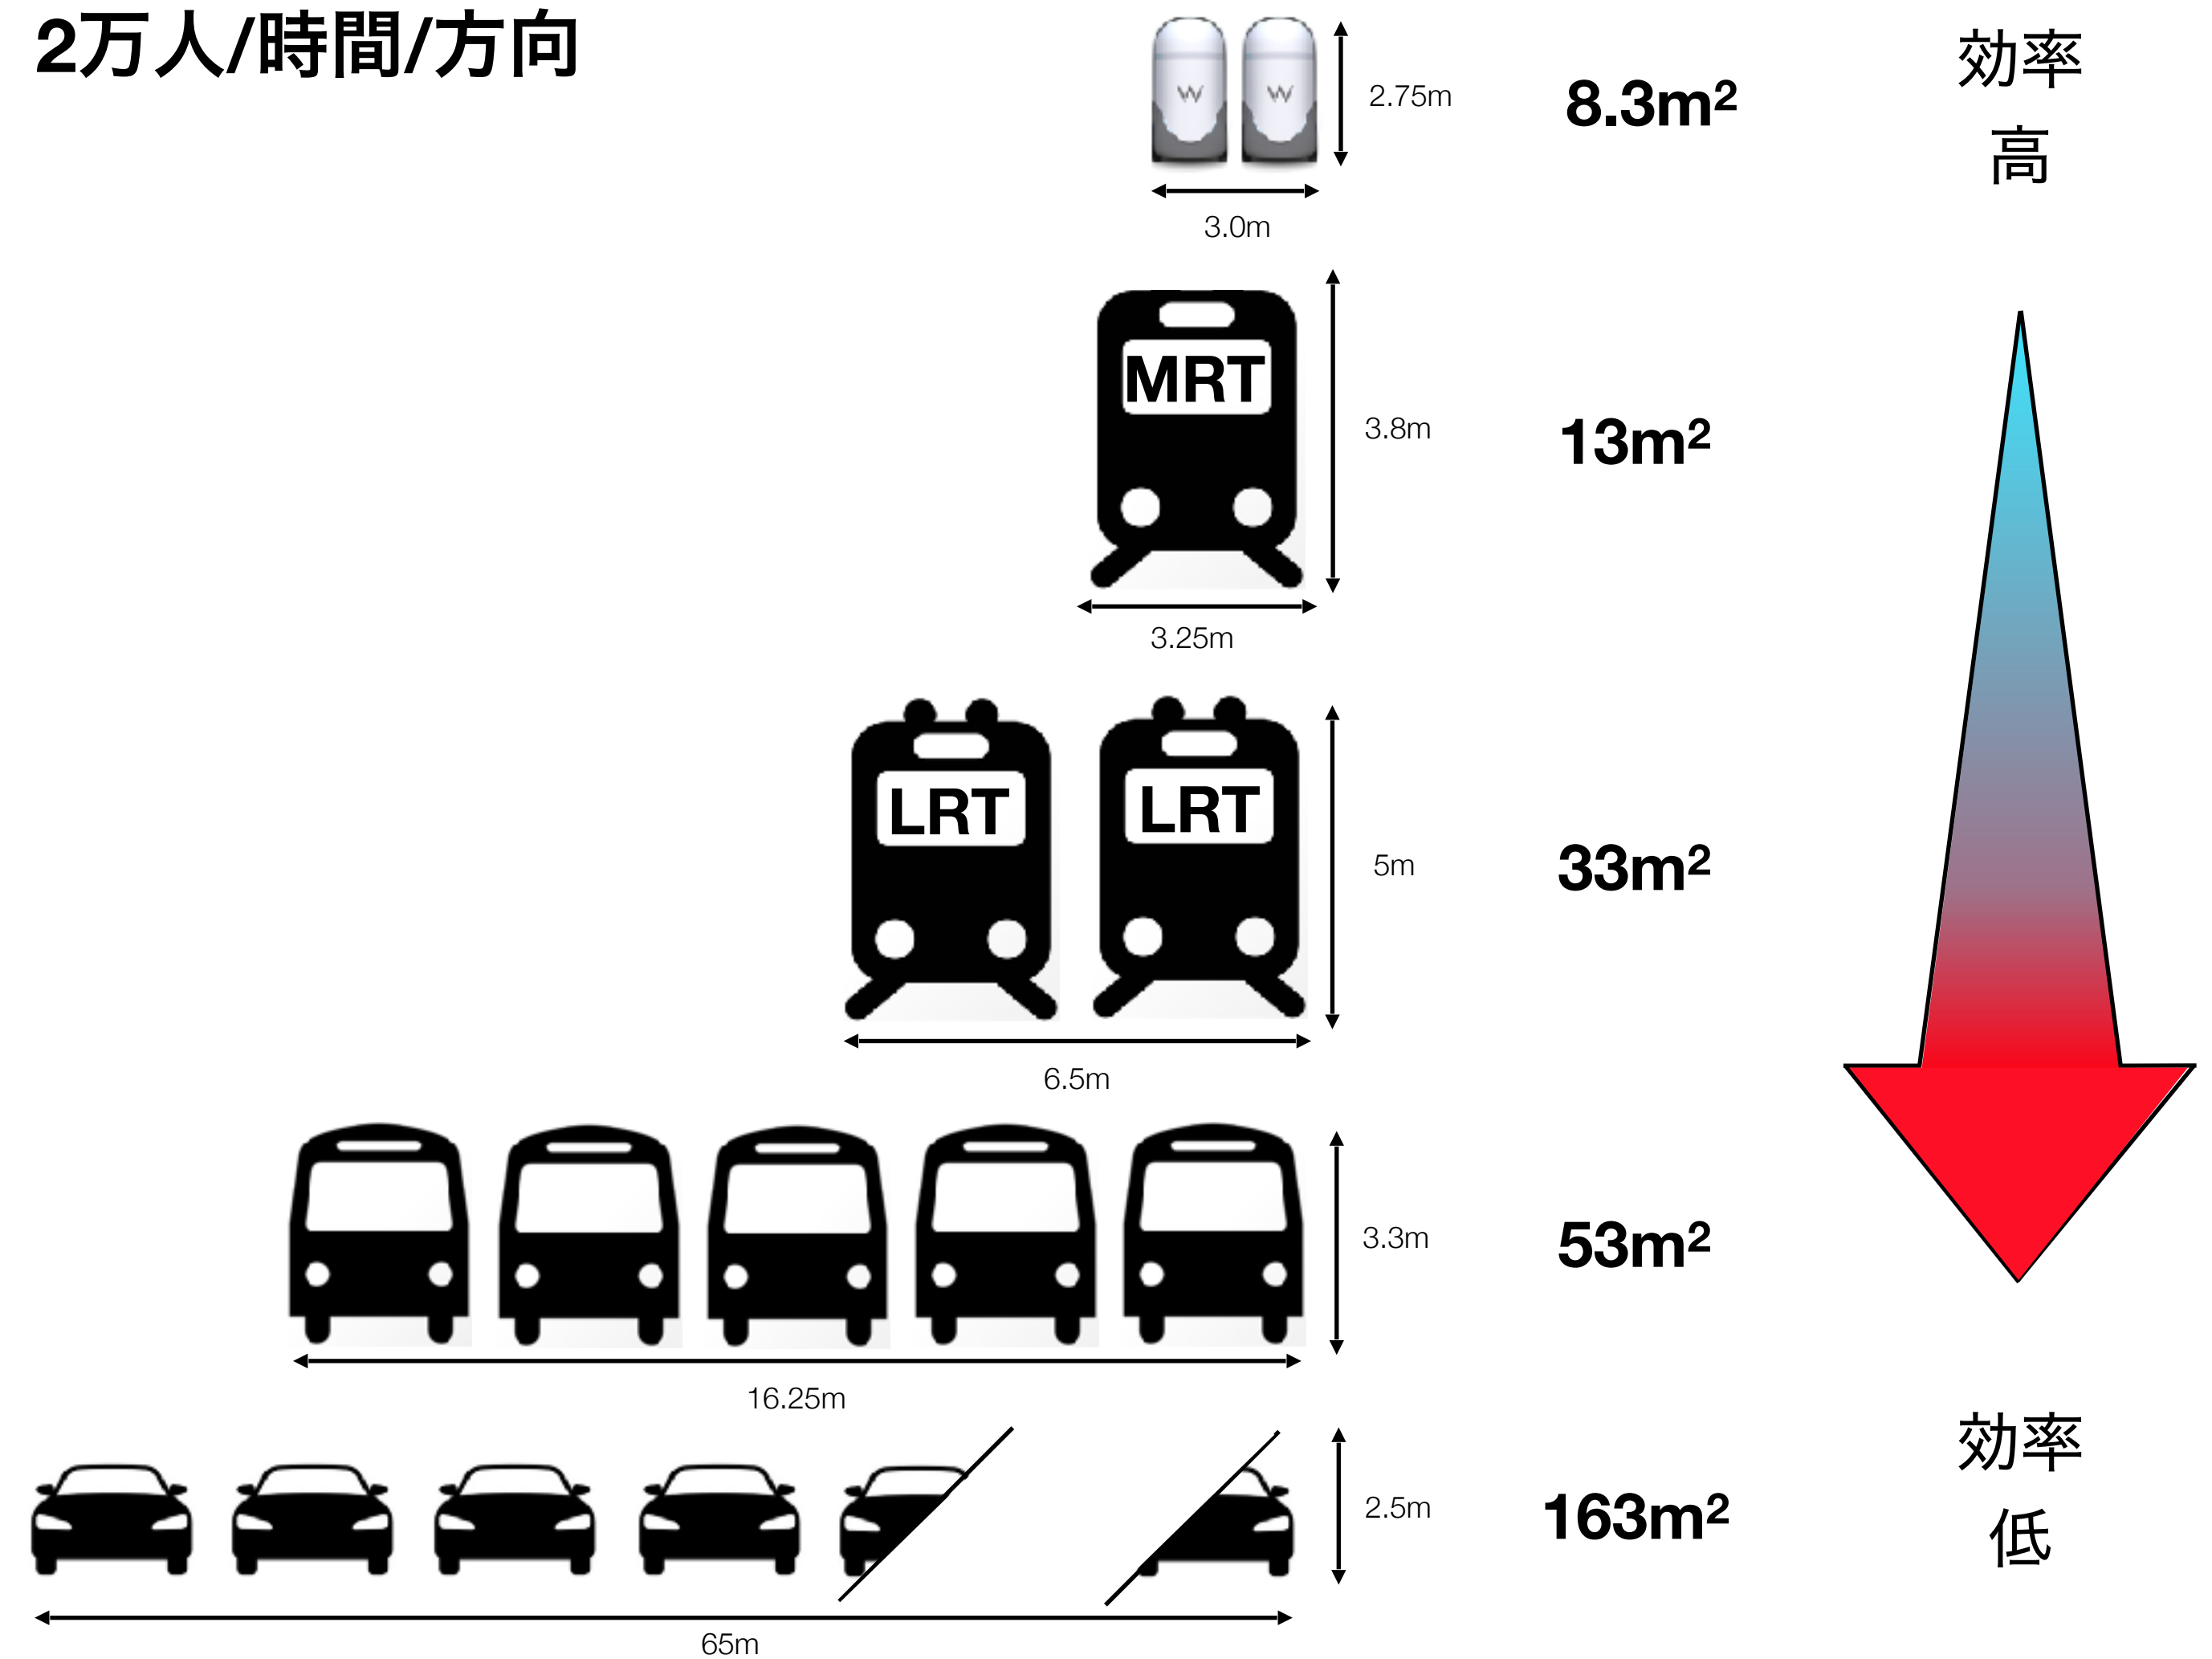 2万人/時間/方向
W W
2.75m
8.3m²
効率
高
3.0m
MRT
3.8m
13m²
3.25m
LRT LRT
5m
33m²
6.5m
3.3m
53m²
16.25m
効率
低
2.5m
163m²
65m